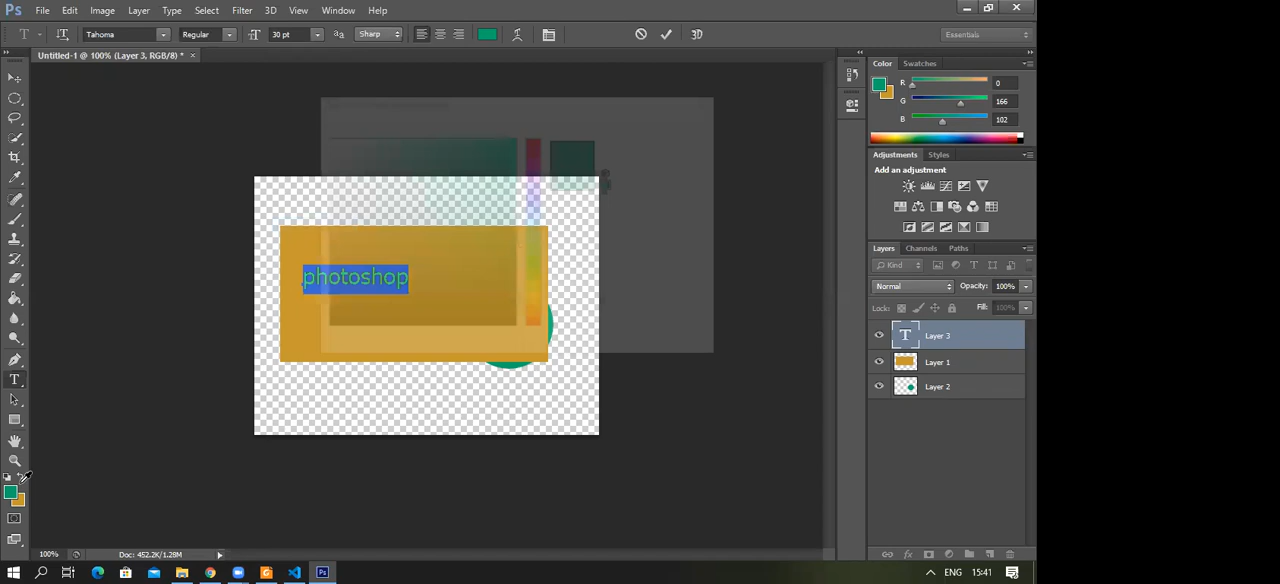 Ps File Edit Image Layer Type Select Filter 3D View Window Help
T Tahoma Regular 30 pt Sharp 3D Essentials
Untitled-1 @ 100% (Layer 3, RGB/8) *
Color Swatches
R 0
G 166
B 102
Adjustments Styles
Add an adjustment
photoshop
Layers Channels Paths
Kind
Normal Opacity: 100%
Lock: Fill: 100%
Layer 3
Layer 1
Layer 2
100% Doc: 452.2K/1.28M
ENG 15:41